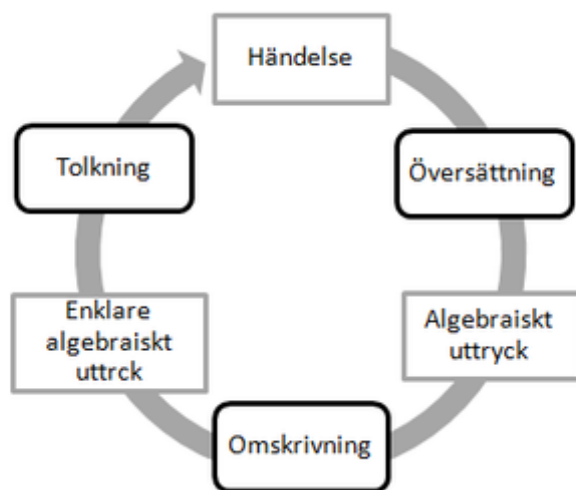 Händelse
Översättning
Algebraiskt
uttryck
Omskrivning
Enklare
algebraiskt
uttrck
Tolkning